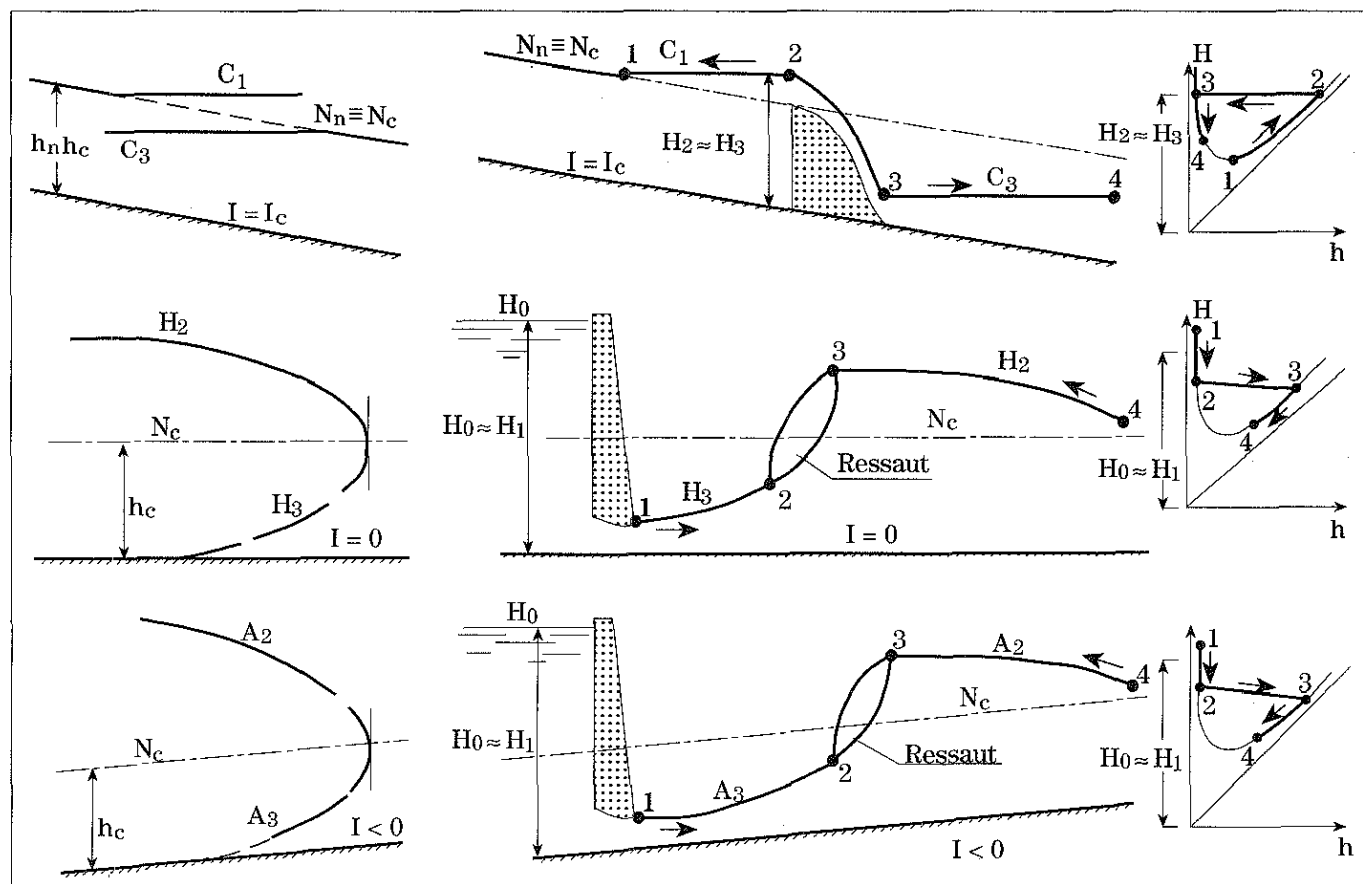 C1
Nn ≡ Nc
hn hc
C3
I = Ic
Nn ≡ Nc
1
C1
2
H2 ≈ H3
I = Ic
3
C3
4
H
3
2
H2 ≈ H3
4
1
h
H2
Nc
hc
H3
I = 0
H0
H0 ≈ H1
1
H3
2
3
Ressaut
H2
Nc
4
I = 0
H
1
2
3
4
H0 ≈ H1
h
A2
Nc
hc
A3
I < 0
H0
H0 ≈ H1
1
A3
2
3
Ressaut
A2
Nc
4
I < 0
H
1
2
3
4
H0 ≈ H1
h